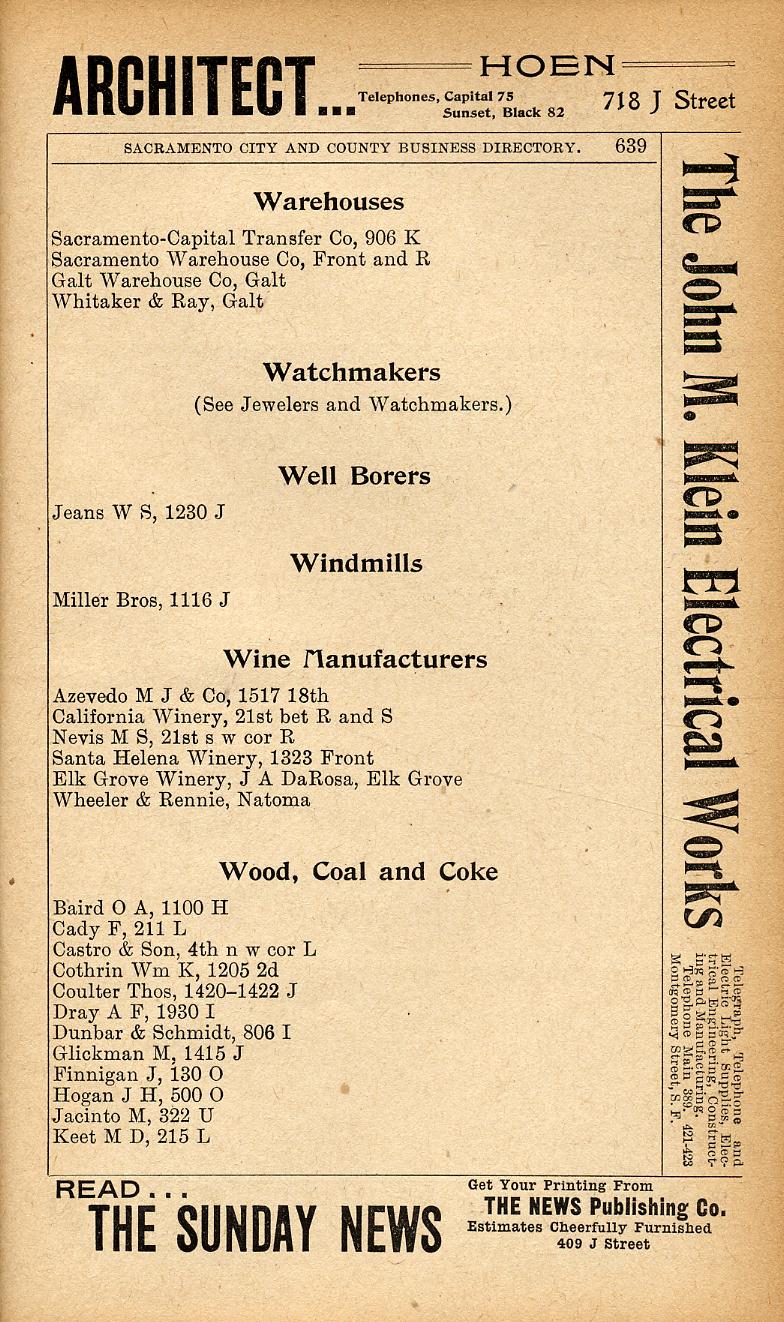 ARCHITECT... HOEN
Telephones, Capital 75
Sunset, Black 82
718 J Street
SACRAMENTO CITY AND COUNTY BUSINESS DIRECTORY. 639
Warehouses
Sacramento-Capital Transfer Co, 906 K
Sacramento Warehouse Co, Front and R
Galt Warehouse Co, Galt
Whitaker & Ray, Galt
Watchmakers
(See Jewelers and Watchmakers.)
Well Borers
Jeans W S, 1230 J
Windmills
Miller Bros, 1116 J
Wine Manufacturers
Azevedo M J & Co, 1517 18th
California Winery, 21st bet R and S
Nevis M S, 21st s w cor R
Santa Helena Winery, 1323 Front
Elk Grove Winery, J A DaRosa, Elk Grove
Wheeler & Rennie, Natoma
Wood, Coal and Coke
Baird O A, 1100 H
Cady F, 211 L
Castro & Son, 4th n w cor L
Cothrin Wm K, 1205 2d
Coulter Thos, 1420–1422 J
Dray A F, 1930 I
Dunbar & Schmidt, 806 I
Glickman M, 1415 J
Finnigan J, 130 O
Hogan J H, 500 O
Jacinto M, 322 U
Keet M D, 215 L
The John M. Klein Electrical Works
Telegraph, Telephone and
Electric Light Supplies, Elec-
trical Engineering, Construct-
ing and Manufacturing.
Telephone Main 389. 421-423
Montgomery Street, S. F.
READ...
THE SUNDAY NEWS
Get Your Printing From
THE NEWS Publishing Co.
Estimates Cheerfully Furnished
409 J Street